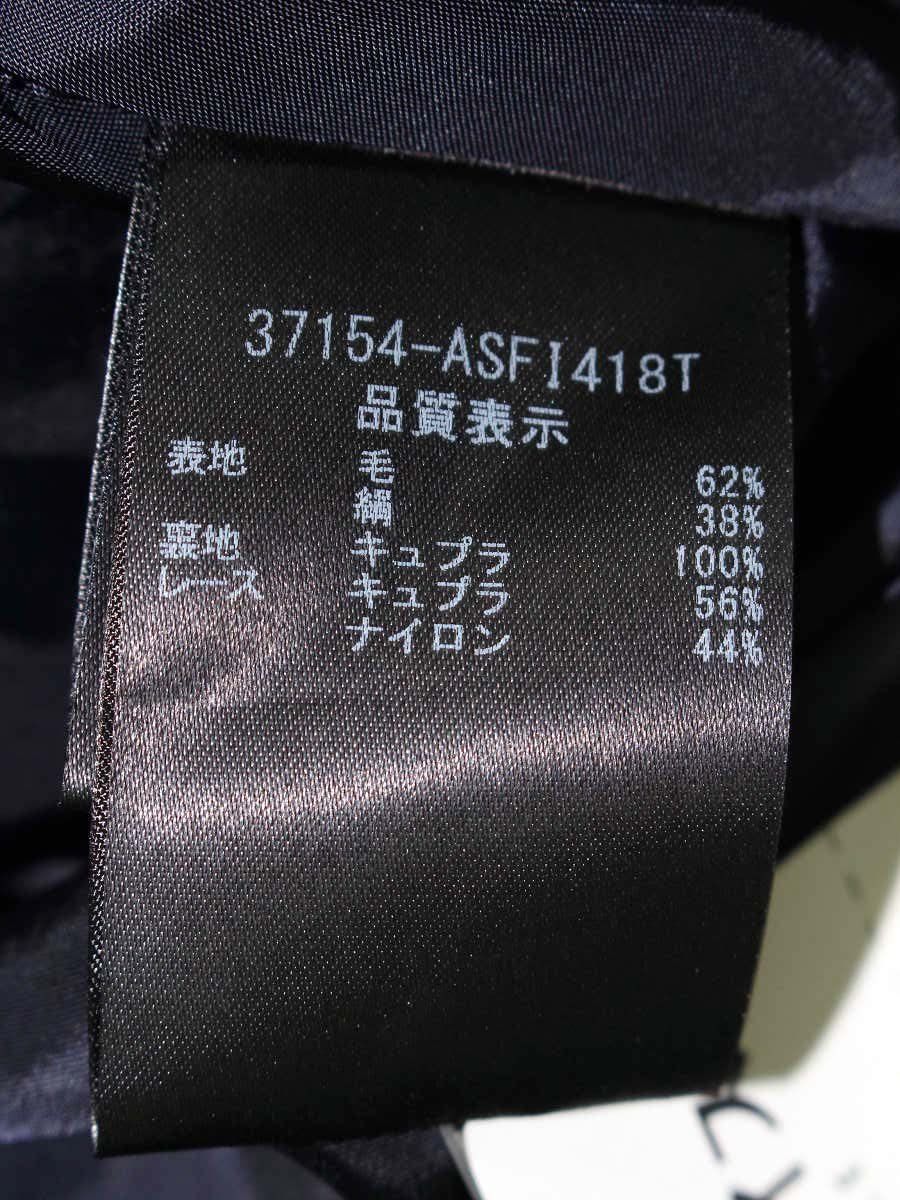 37154-ASFI418T
品質表示
表地 毛 62%
絹 38%
裏地 キュプラ 100%
レース キュプラ 56%
ナイロン 44%